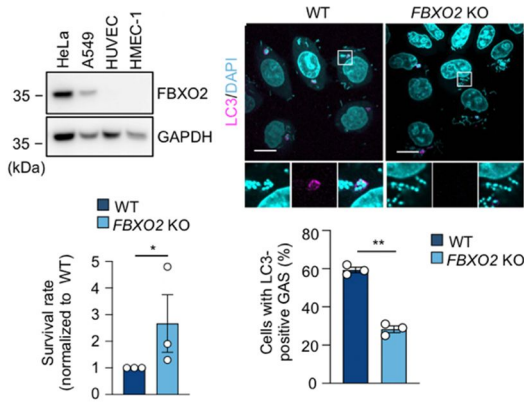 HeLa
A549
HUVEC
HMEC-1
35 –
FBXO2
35 –
GAPDH
(kDa)
WT
FBXO2 KO
LC3/DAPI
WT
FBXO2 KO
Survival rate
(normalized to WT)
5
4
3
2
1
0
*
Cells with LC3-
positive GAS (%)
80
60
40
20
0
**
WT
FBXO2 KO